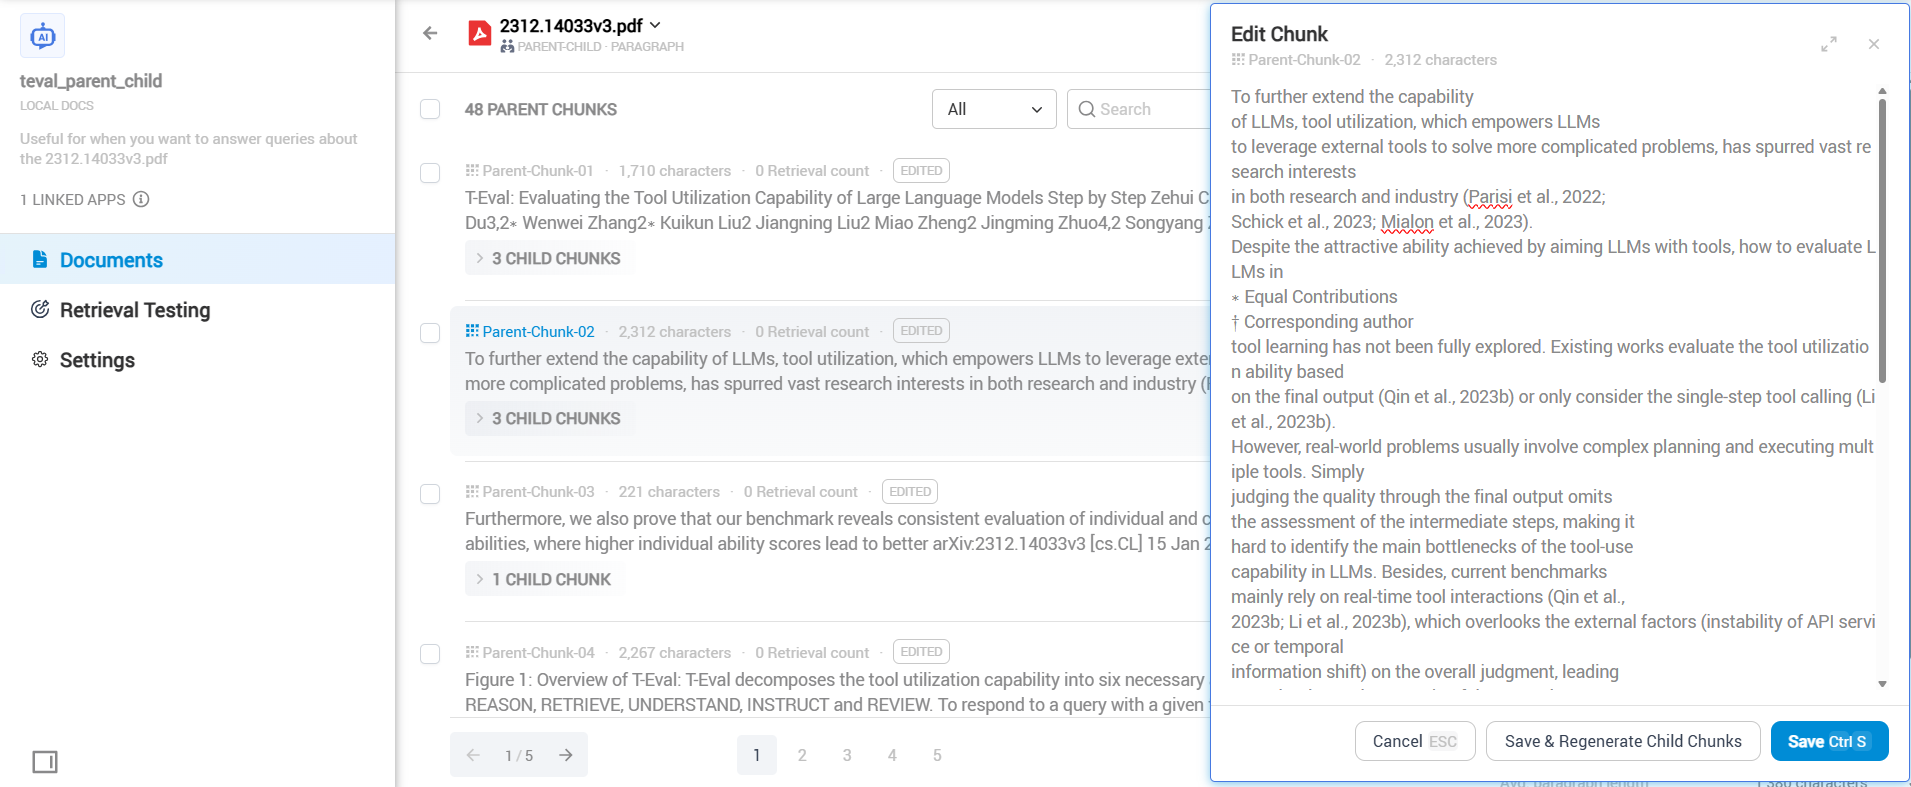 AI
teval_parent_child
LOCAL DOCS
Useful for when you want to answer queries about
the 2312.14033v3.pdf
1 LINKED APPS
Documents
Retrieval Testing
Settings
2312.14033v3.pdf
PARENT-CHILD · PARAGRAPH
48 PARENT CHUNKS
All
Search
Parent-Chunk-01 · 1,710 characters · 0 Retrieval count · EDITED
T-Eval: Evaluating the Tool Utilization Capability of Large Language Models Step by Step Zehui C
Du3,2∗ Wenwei Zhang2∗ Kuikun Liu2 Jiangning Liu2 Miao Zheng2 Jingming Zhuo4,2 Songyang
3 CHILD CHUNKS
Parent-Chunk-02 · 2,312 characters · 0 Retrieval count · EDITED
To further extend the capability of LLMs, tool utilization, which empowers LLMs to leverage exte
more complicated problems, has spurred vast research interests in both research and industry (
3 CHILD CHUNKS
Parent-Chunk-03 · 221 characters · 0 Retrieval count · EDITED
Furthermore, we also prove that our benchmark reveals consistent evaluation of individual and c
abilities, where higher individual ability scores lead to better arXiv:2312.14033v3 [cs.CL] 15 Jan 2
1 CHILD CHUNK
Parent-Chunk-04 · 2,267 characters · 0 Retrieval count · EDITED
Figure 1: Overview of T-Eval: T-Eval decomposes the tool utilization capability into six necessary
REASON, RETRIEVE, UNDERSTAND, INSTRUCT and REVIEW. To respond to a query with a given
1 / 5
1 2 3 4 5
Edit Chunk
Parent-Chunk-02 · 2,312 characters
To further extend the capability
of LLMs, tool utilization, which empowers LLMs
to leverage external tools to solve more complicated problems, has spurred vast re
search interests
in both research and industry (Parisi et al., 2022;
Schick et al., 2023; Mialon et al., 2023).
Despite the attractive ability achieved by aiming LLMs with tools, how to evaluate L
LMs in
∗ Equal Contributions
† Corresponding author
tool learning has not been fully explored. Existing works evaluate the tool utilizatio
n ability based
on the final output (Qin et al., 2023b) or only consider the single-step tool calling (Li
et al., 2023b).
However, real-world problems usually involve complex planning and executing mult
iple tools. Simply
judging the quality through the final output omits
the assessment of the intermediate steps, making it
hard to identify the main bottlenecks of the tool-use
capability in LLMs. Besides, current benchmarks
mainly rely on real-time tool interactions (Qin et al.,
2023b; Li et al., 2023b), which overlooks the external factors (instability of API servi
ce or temporal
information shift) on the overall judgment, leading
Cancel ESC
Save & Regenerate Child Chunks
Save Ctrl S